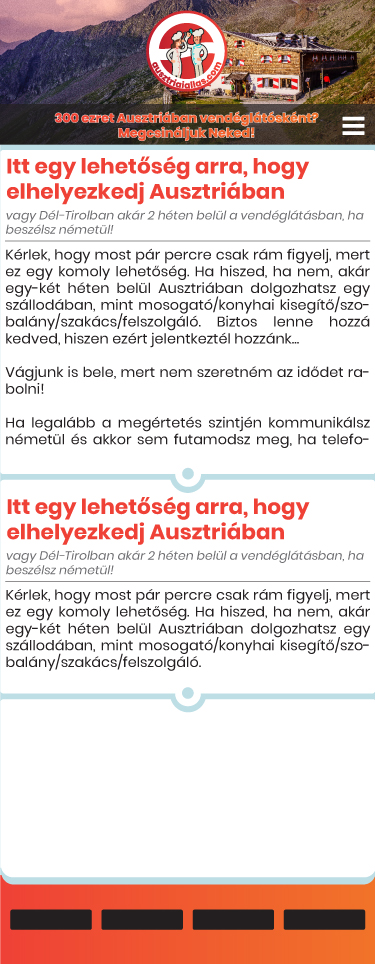 ausztriaiallas.com
300 ezret Ausztriában vendéglátósként?
Megcsináljuk Neked!
Itt egy lehetőség arra, hogy
elhelyezkedj Ausztriában
vagy Dél-Tirolban akár 2 héten belül a vendéglátásban, ha
beszélsz németül!
Kérlek, hogy most pár percre csak rám figyelj, mert
ez egy komoly lehetőség. Ha hiszed, ha nem, akár
egy-két héten belül Ausztriában dolgozhatsz egy
szállodában, mint mosogató/konyhai kisegítő/szo-
balány/szakács/felszolgáló. Biztos lenne hozzá
kedved, hiszen ezért jelentkeztél hozzánk...
Vágjunk is bele, mert nem szeretném az idődet ra-
bolni!
Ha legalább a megértetés szintjén kommunikálsz
németül és akkor sem futamodsz meg, ha telefo-
Itt egy lehetőség arra, hogy
elhelyezkedj Ausztriában
vagy Dél-Tirolban akár 2 héten belül a vendéglátásban, ha
beszélsz németül!
Kérlek, hogy most pár percre csak rám figyelj, mert
ez egy komoly lehetőség. Ha hiszed, ha nem, akár
egy-két héten belül Ausztriában dolgozhatsz egy
szállodában, mint mosogató/konyhai kisegítő/szo-
balány/szakács/felszolgáló.